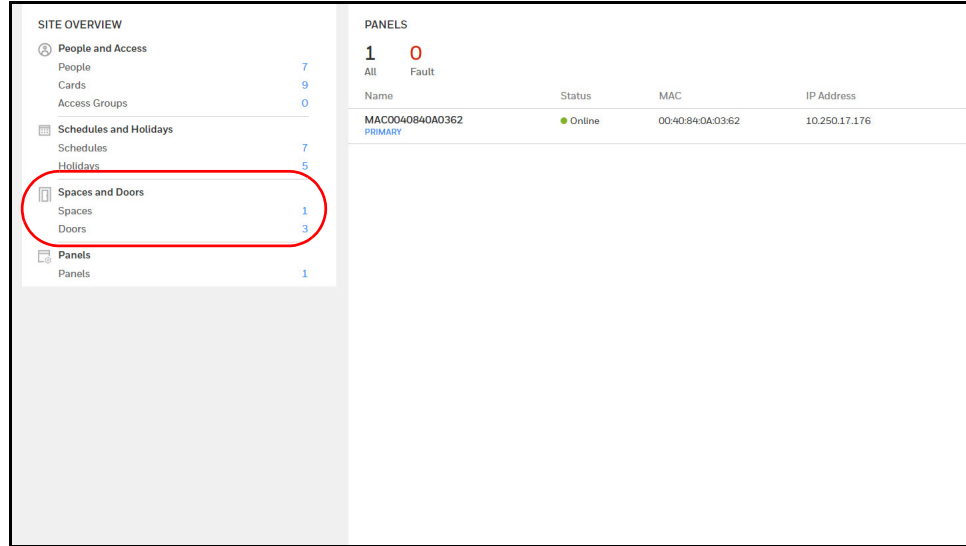 SITE OVERVIEW
People and Access
People 7
Cards 9
Access Groups 0
Schedules and Holidays
Schedules 7
Holidays 5
Spaces and Doors
Spaces 1
Doors 3
Panels
Panels 1
PANELS
1 0
All Fault
Name Status MAC IP Address
MAC0040840A0362 Online 00:40:84:0A:03:62 10.250.17.176
PRIMARY